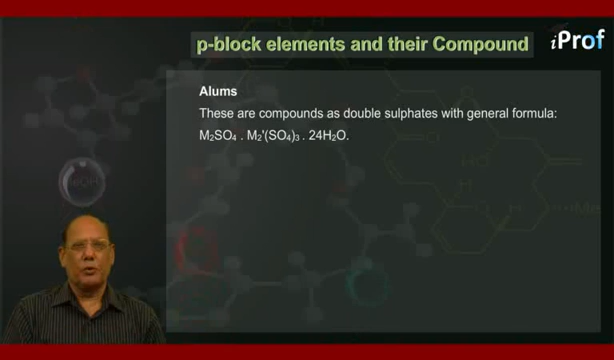 p-block elements and their Compound
iProf
Alums
These are compounds as double sulphates with general formula:
M₂SO₄ . M₂'(SO₄)₃ . 24H₂O.